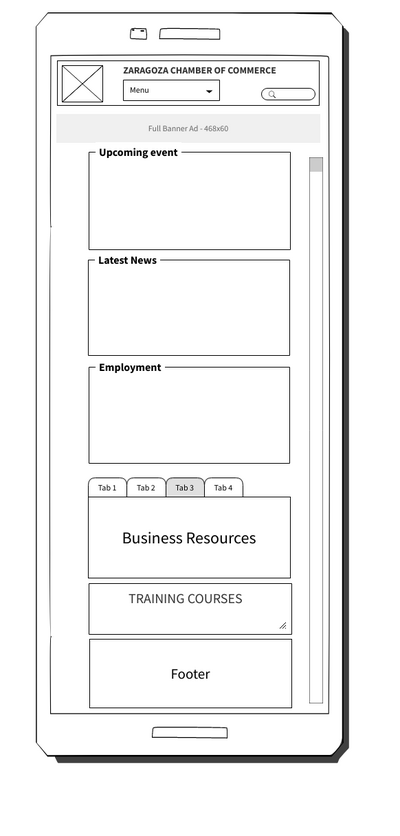 ZARAGOZA CHAMBER OF COMMERCE
Menu
Full Banner Ad - 468x60
Upcoming event
Latest News
Employment
Tab 1 Tab 2 Tab 3 Tab 4
Business Resources
TRAINING COURSES
Footer